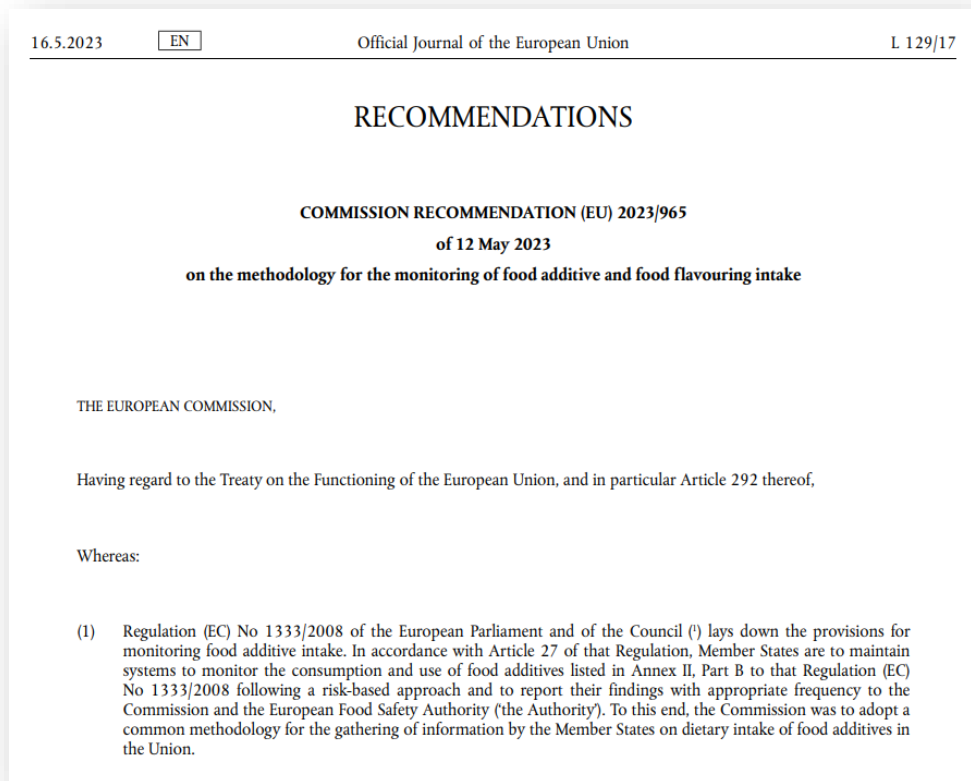 16.5.2023 EN Official Journal of the European Union L 129/17
RECOMMENDATIONS
COMMISSION RECOMMENDATION (EU) 2023/965
of 12 May 2023
on the methodology for the monitoring of food additive and food flavouring intake
THE EUROPEAN COMMISSION,
Having regard to the Treaty on the Functioning of the European Union, and in particular Article 292 thereof,
Whereas:
(1) Regulation (EC) No 1333/2008 of the European Parliament and of the Council (¹) lays down the provisions for
monitoring food additive intake. In accordance with Article 27 of that Regulation, Member States are to maintain
systems to monitor the consumption and use of food additives listed in Annex II, Part B to that Regulation (EC)
No 1333/2008 following a risk-based approach and to report their findings with appropriate frequency to the
Commission and the European Food Safety Authority (‘the Authority’). To this end, the Commission was to adopt a
common methodology for the gathering of information by the Member States on dietary intake of food additives in
the Union.